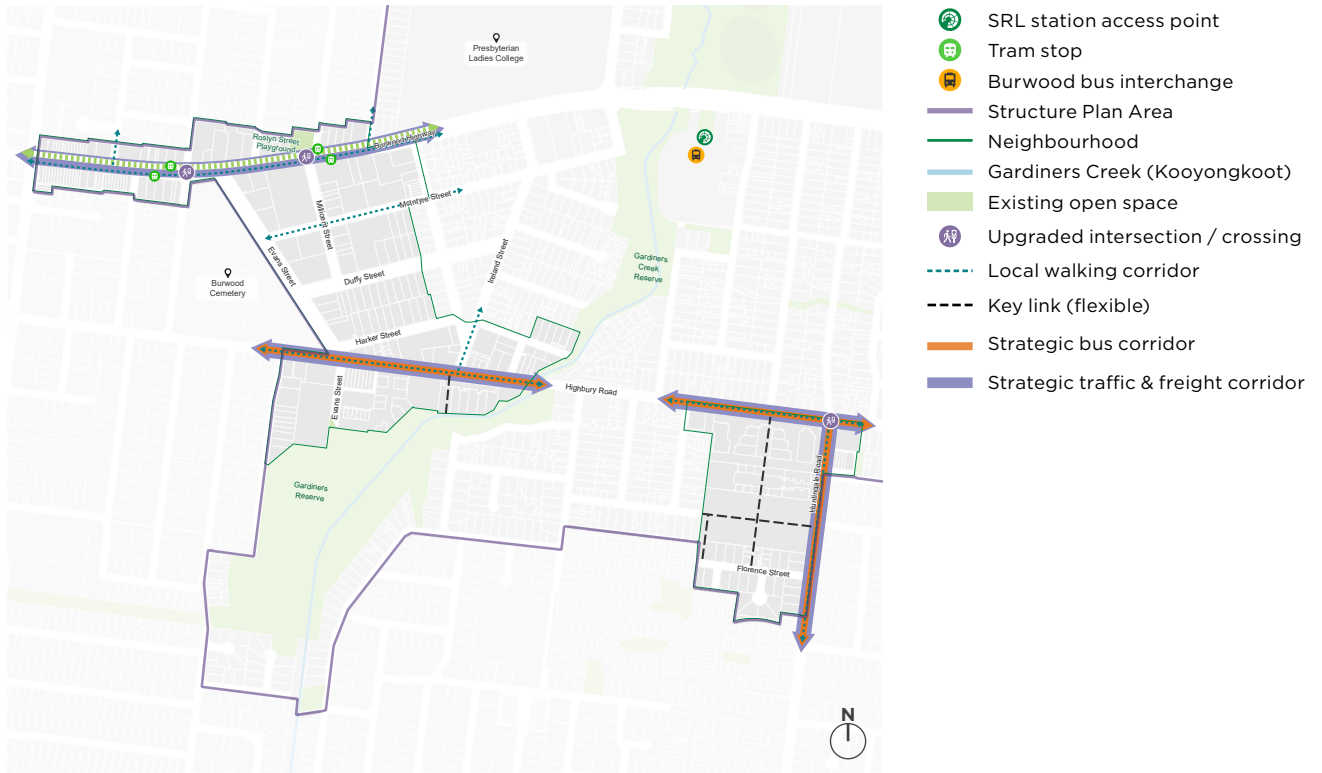 Presbyterian
Ladies College
Roslyn Street
Playground
Burwood Highway
McIntyre Street
Millicent Street
Evans Street
Ireland Street
Duffy Street
Burwood
Cemetery
Gardiners
Creek
Reserve
Harker Street
Evans Street
Highbury Road
Huntingdale Road
Gardiners
Reserve
Florence Street
N
SRL station access point
Tram stop
Burwood bus interchange
Structure Plan Area
Neighbourhood
Gardiners Creek (Kooyongkoot)
Existing open space
Upgraded intersection / crossing
Local walking corridor
Key link (flexible)
Strategic bus corridor
Strategic traffic & freight corridor